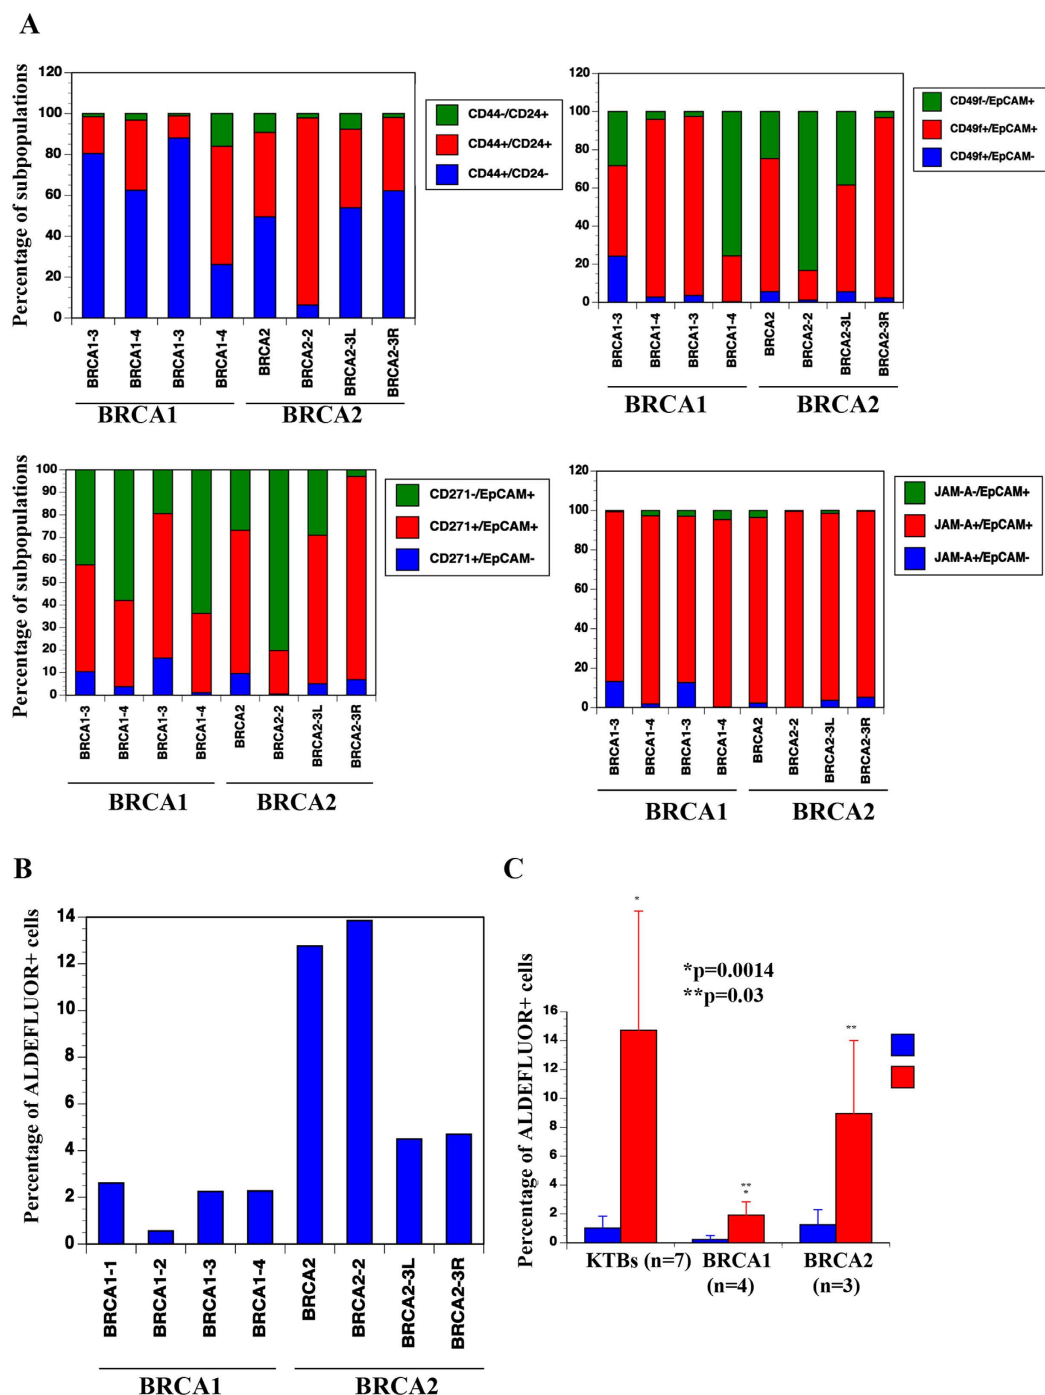 A
Percentage of subpopulations
120
100
80
60
40
20
0
CD44-/CD24+
CD44+/CD24+
CD44+/CD24-
BRCA1-3
BRCA1-4
BRCA1-3
BRCA1-4
BRCA2
BRCA2-2
BRCA2-3L
BRCA2-3R
BRCA1
BRCA2
120
100
80
60
40
20
0
CD49f-/EpCAM+
CD49f+/EpCAM+
CD49f+/EpCAM-
BRCA1-3
BRCA1-4
BRCA1-3
BRCA1-4
BRCA2
BRCA2-2
BRCA2-3L
BRCA2-3R
BRCA1
BRCA2
Percentage of subpopulations
100
90
80
70
60
50
40
30
20
10
0
CD271-/EpCAM+
CD271+/EpCAM+
CD271+/EpCAM-
BRCA1-3
BRCA1-4
BRCA1-3
BRCA1-4
BRCA2
BRCA2-2
BRCA2-3L
BRCA2-3R
BRCA1
BRCA2
120
100
80
60
40
20
0
JAM-A-/EpCAM+
JAM-A+/EpCAM+
JAM-A+/EpCAM-
BRCA1-3
BRCA1-4
BRCA1-3
BRCA1-4
BRCA2
BRCA2-2
BRCA2-3L
BRCA2-3R
BRCA1
BRCA2
B
Percentage of ALDEFLUOR+ cells
14
12
10
8
6
4
2
0
BRCA1-1
BRCA1-2
BRCA1-3
BRCA1-4
BRCA2
BRCA2-2
BRCA2-3L
BRCA2-3R
BRCA1
BRCA2
C
Percentage of ALDEFLUOR+ cells
*
*p=0.0014
**p=0.03
16
14
12
10
8
6
4
2
0
**
*
**
KTBs (n=7)
BRCA1
(n=4)
BRCA2
(n=3)